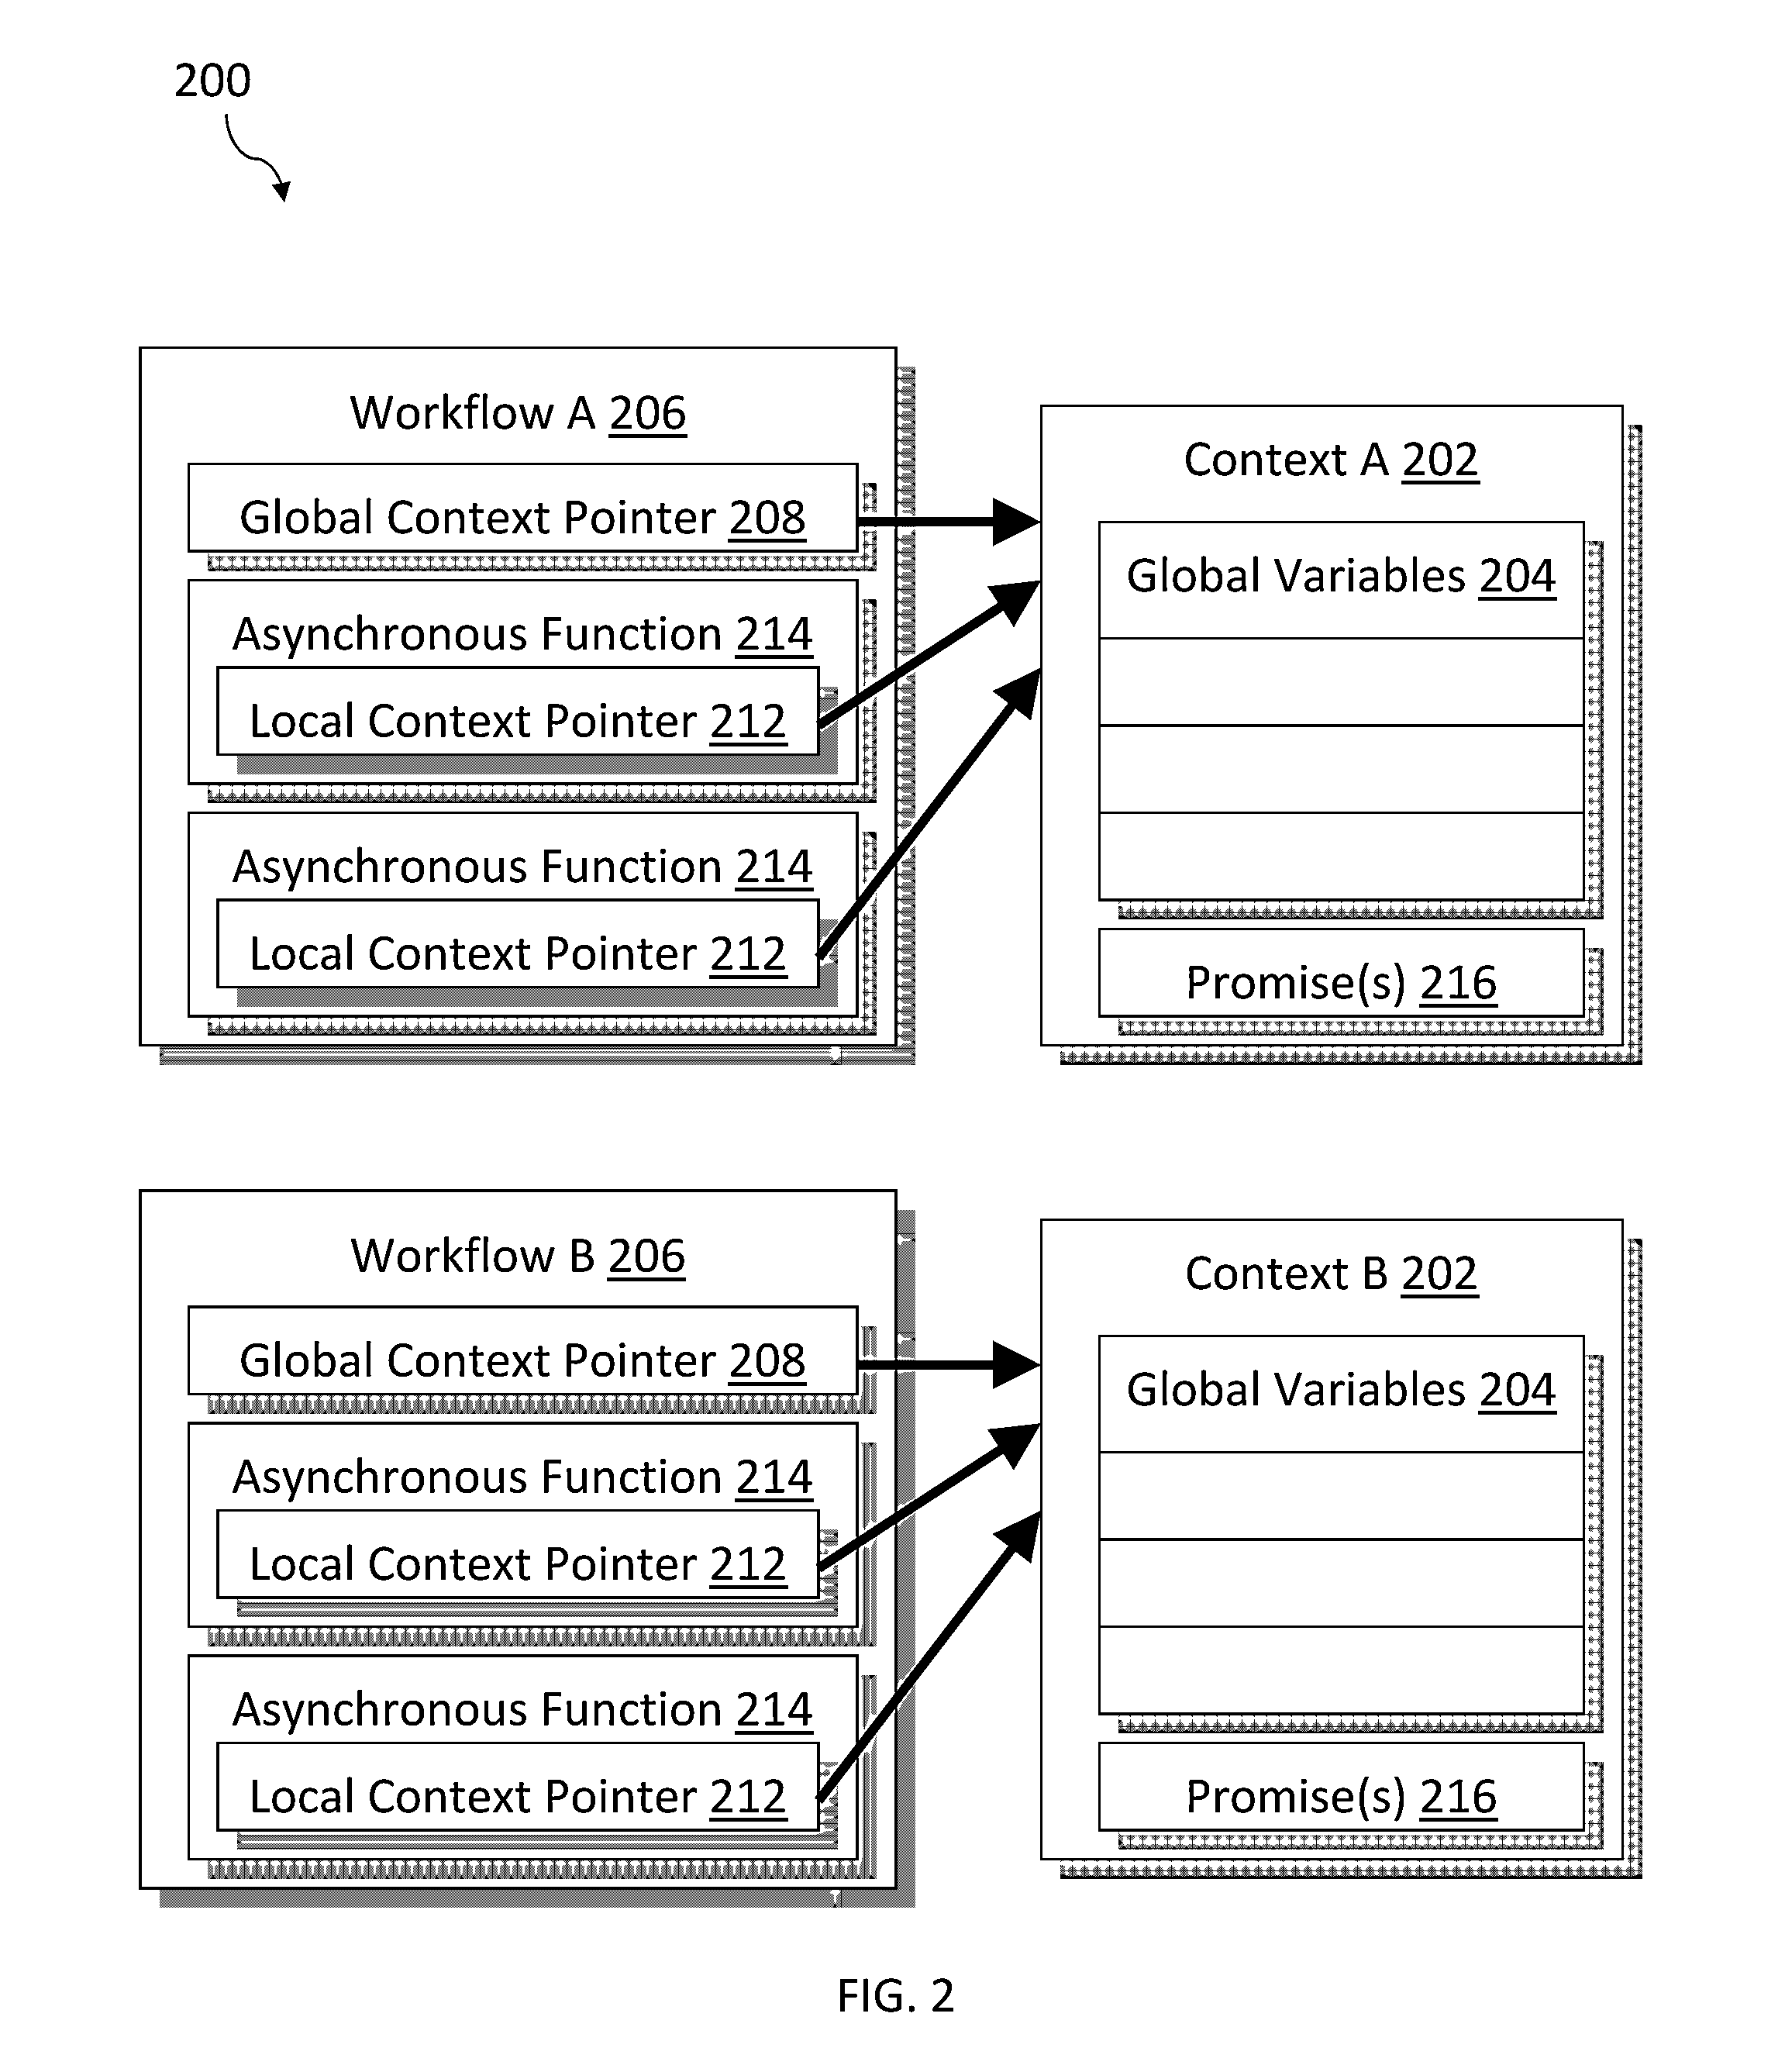 200
Workflow A 206
Global Context Pointer 208
Asynchronous Function 214
Local Context Pointer 212
Asynchronous Function 214
Local Context Pointer 212
Context A 202
Global Variables 204
Promise(s) 216
Workflow B 206
Global Context Pointer 208
Asynchronous Function 214
Local Context Pointer 212
Asynchronous Function 214
Local Context Pointer 212
Context B 202
Global Variables 204
Promise(s) 216
FIG. 2